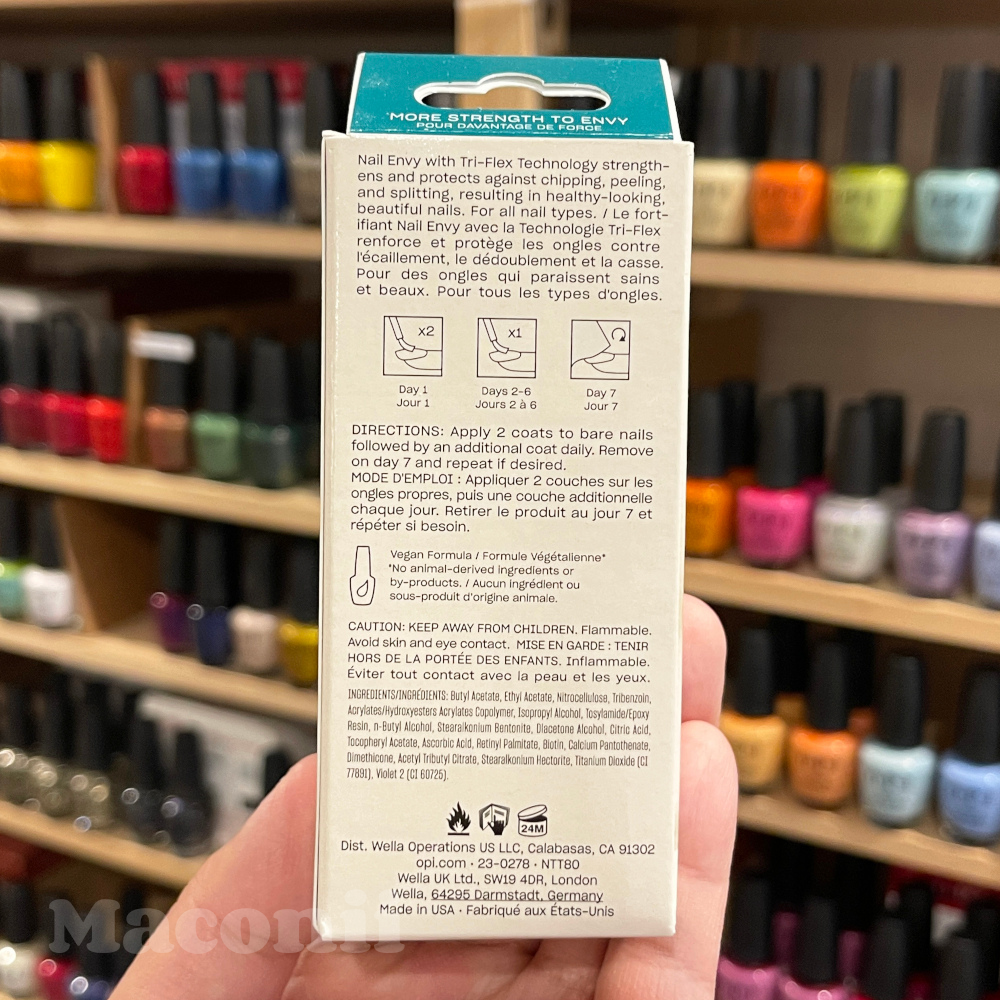 MORE STRENGTH TO ENVY
POUR DAVANTAGE DE FORCE
Nail Envy with Tri-Flex Technology strength-
ens and protects against chipping, peeling,
and splitting, resulting in healthy-looking,
beautiful nails. For all nail types. / Le fort-
ifiant Nail Envy avec la Technologie Tri-Flex
renforce et protège les ongles contre
l'écaillement, le dédoublement et la casse.
Pour des ongles qui paraissent sains
et beaux. Pour tous les types d'ongles.
x2 x1
Day 1 Days 2-6 Day 7
Jour 1 Jours 2 à 6 Jour 7
DIRECTIONS: Apply 2 coats to bare nails
followed by an additional coat daily. Remove
on day 7 and repeat if desired.
MODE D'EMPLOI : Appliquer 2 couches sur les
ongles propres, puis une couche additionnelle
chaque jour. Retirer le produit au jour 7 et
répéter si besoin.
Vegan Formula / Formule Végétalienne*
*No animal-derived ingredients or
by-products. / Aucun ingrédient ou
sous-produit d'origine animale.
CAUTION: KEEP AWAY FROM CHILDREN. Flammable.
Avoid skin and eye contact. MISE EN GARDE : TENIR
HORS DE LA PORTÉE DES ENFANTS. Inflammable.
Éviter tout contact avec la peau et les yeux.
INGREDIENTS/INGRÉDIENTS: Butyl Acetate, Ethyl Acetate, Nitrocellulose, Tribenzoin,
Acrylates/Hydroxyesters Acrylates Copolymer, Isopropyl Alcohol, Tosylamide/Epoxy
Resin, n-Butyl Alcohol, Stearalkonium Bentonite, Diacetone Alcohol, Citric Acid,
Tocopheryl Acetate, Ascorbic Acid, Retinyl Palmitate, Biotin, Calcium Pantothenate,
Dimethicone, Acetyl Tributyl Citrate, Stearalkonium Hectorite, Titanium Dioxide (CI
77891), Violet 2 (CI 60725).
24M
Dist. Wella Operations US LLC, Calabasas, CA 91302
opi.com · 23-0278 · NTT80
Wella UK Ltd., SW19 4DR, London
Wella, 64295 Darmstadt, Germany
Made in USA · Fabriqué aux États-Unis